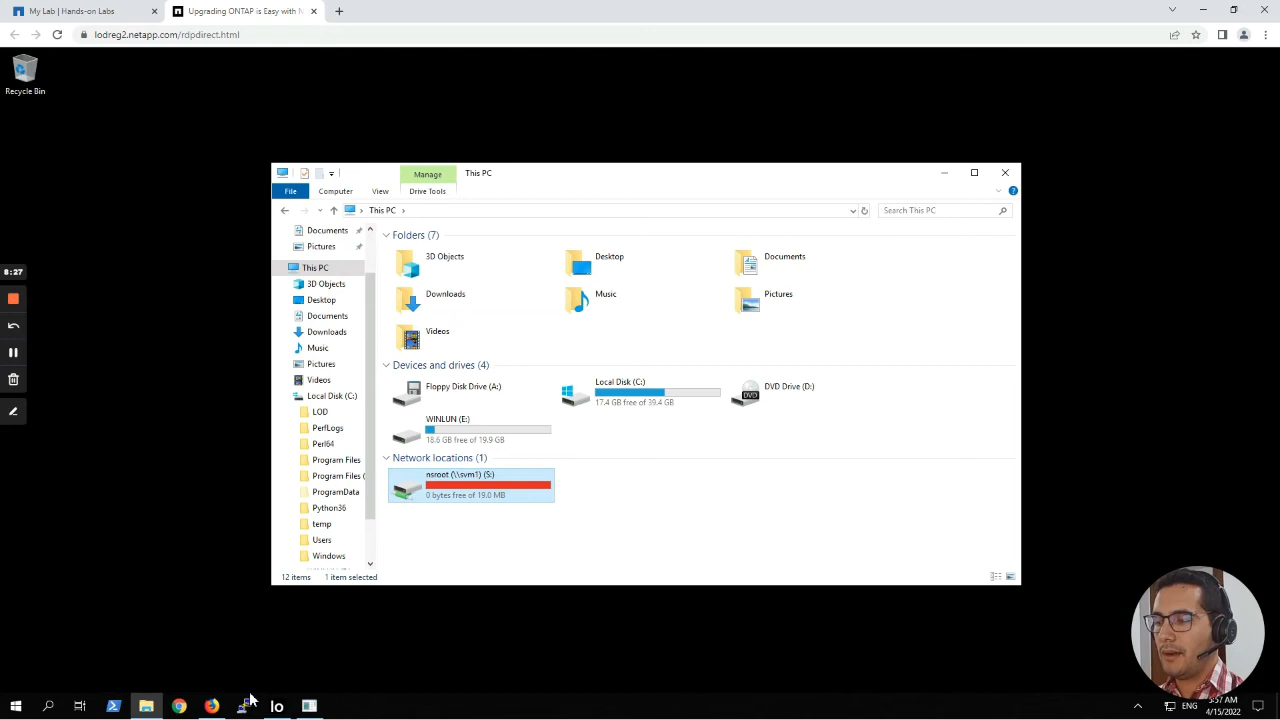 My Lab | Hands-on Labs
Upgrading ONTAP is Easy with N
lodreg2.netapp.com/rdpdirect.html
Recycle Bin
Manage
This PC
File
Computer
View
Drive Tools
This PC
Search This PC
Documents
Pictures
This PC
3D Objects
Desktop
Documents
Downloads
Music
Pictures
Videos
Local Disk (C:)
LOD
PerfLogs
Perl64
Program Files
Program Files (
ProgramData
Python36
temp
Users
Windows
Folders (7)
3D Objects
Desktop
Documents
Downloads
Music
Pictures
Videos
Devices and drives (4)
Floppy Disk Drive (A:)
Local Disk (C:)
17.4 GB free of 39.4 GB
DVD
DVD Drive (D:)
WINLUN (E:)
18.6 GB free of 19.9 GB
Network locations (1)
nsroot (\\svm1) (S:)
0 bytes free of 19.0 MB
12 items
1 item selected
8:27
lo
ENG
3:37 AM
4/15/2022